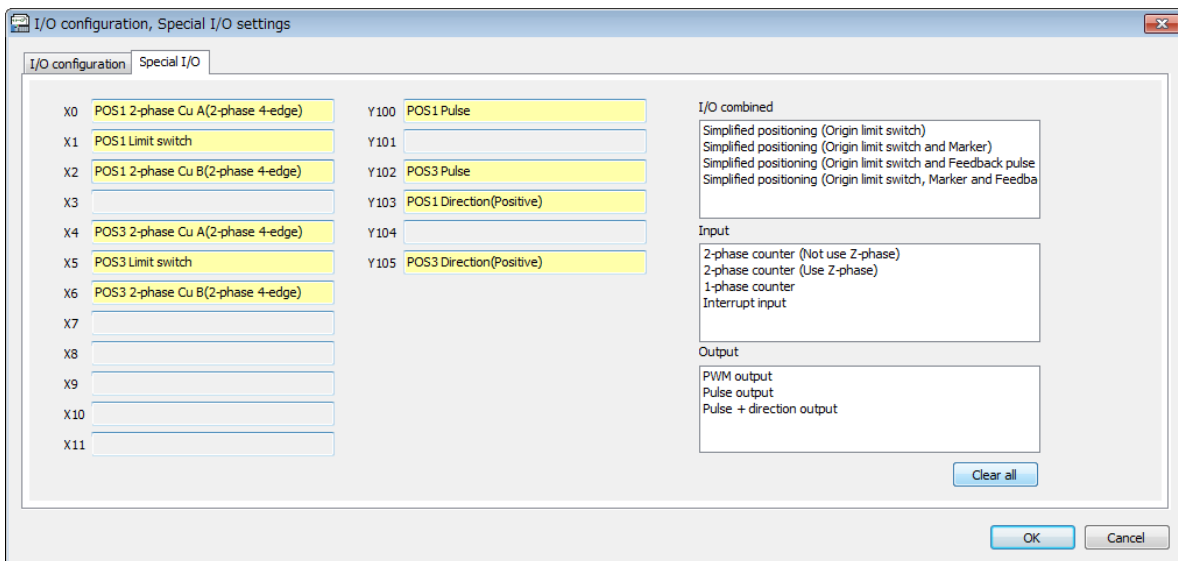 I/O configuration, Special I/O settings
I/O configuration Special I/O
X0 POS1 2-phase Cu A(2-phase 4-edge)
X1 POS1 Limit switch
X2 POS1 2-phase Cu B(2-phase 4-edge)
X3
X4 POS3 2-phase Cu A(2-phase 4-edge)
X5 POS3 Limit switch
X6 POS3 2-phase Cu B(2-phase 4-edge)
X7
X8
X9
X10
X11
Y100 POS1 Pulse
Y101
Y102 POS3 Pulse
Y103 POS1 Direction(Positive)
Y104
Y105 POS3 Direction(Positive)
I/O combined
Simplified positioning (Origin limit switch)
Simplified positioning (Origin limit switch and Marker)
Simplified positioning (Origin limit switch and Feedback pulse
Simplified positioning (Origin limit switch, Marker and Feedba
Input
2-phase counter (Not use Z-phase)
2-phase counter (Use Z-phase)
1-phase counter
Interrupt input
Output
PWM output
Pulse output
Pulse + direction output
Clear all
OK Cancel